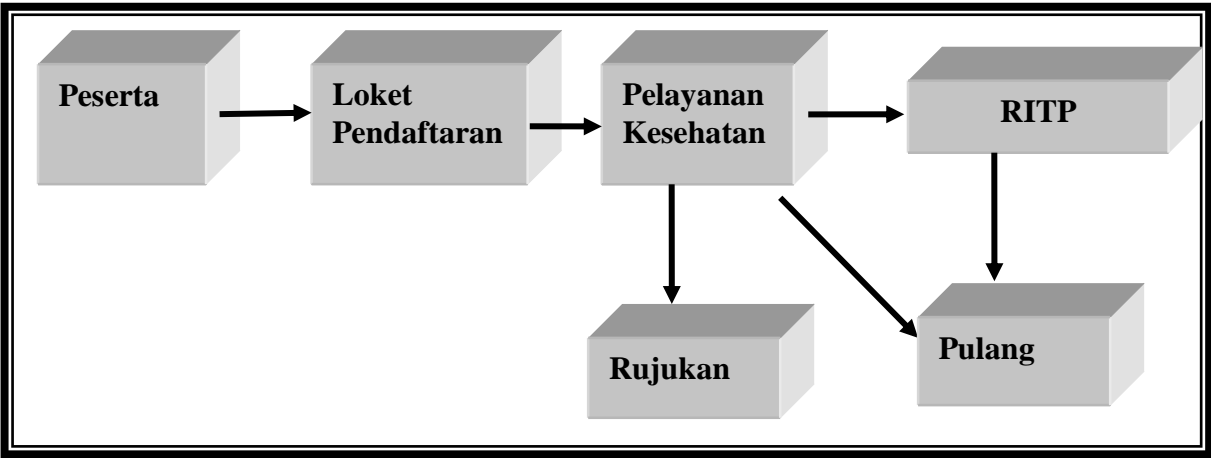 Peserta
Loket
Pendaftaran
Pelayanan
Kesehatan
RITP
Rujukan
Pulang